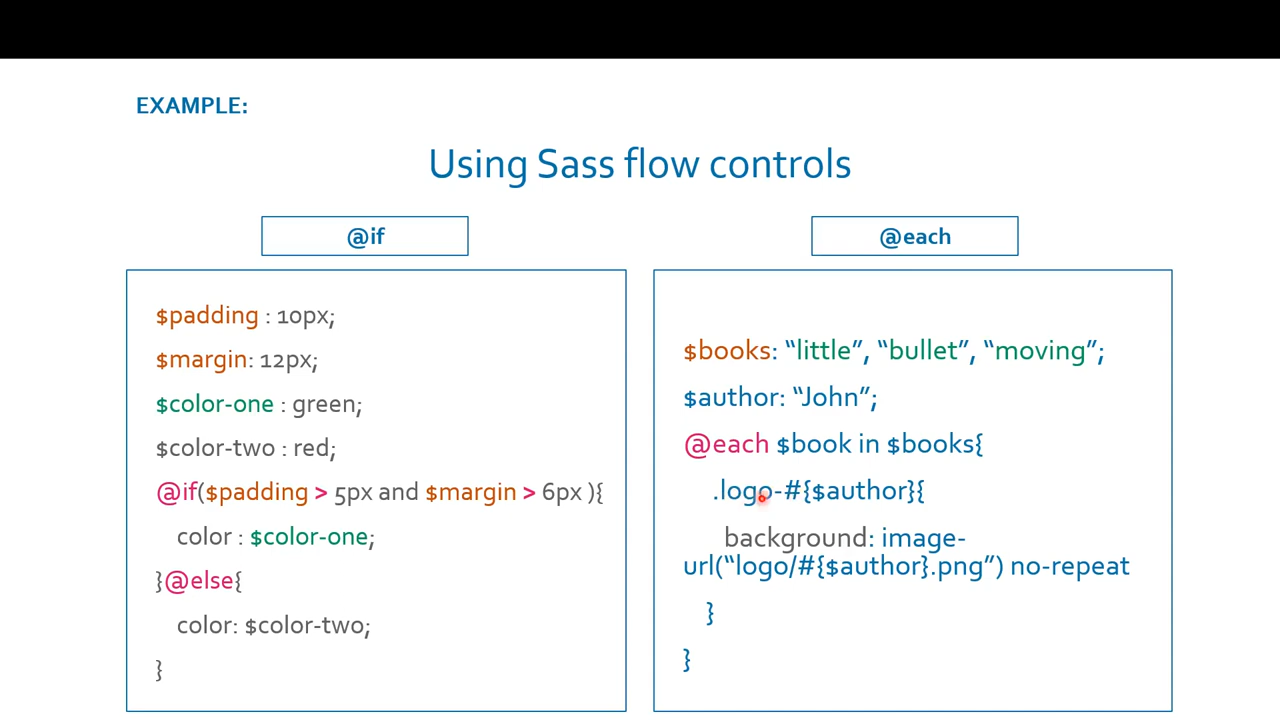 EXAMPLE:
Using Sass flow controls
@if
$padding : 10px;
$margin: 12px;
$color-one : green;
$color-two : red;
@if($padding > 5px and $margin > 6px ){
color : $color-one;
}@else{
color: $color-two;
}
@each
$books: “little”, “bullet”, “moving”;
$author: “John”;
@each $book in $books{
.logo-#{$author}{
background: image-
url(“logo/#{$author}.png”) no-repeat
}
}